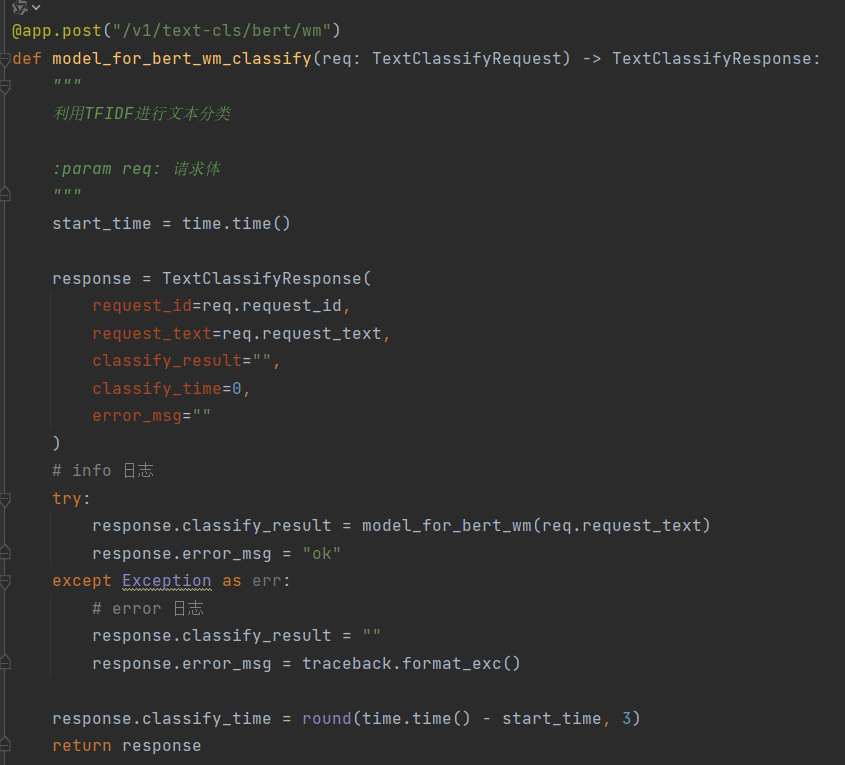 @app.post("/v1/text-cls/bert/wm")
def model_for_bert_wm_classify(req: TextClassifyRequest) -> TextClassifyResponse:
    """
    利用TFIDF进行文本分类

    :param req: 请求体
    """
    start_time = time.time()

    response = TextClassifyResponse(
        request_id=req.request_id,
        request_text=req.request_text,
        classify_result="",
        classify_time=0,
        error_msg=""
    )
    # info 日志
    try:
        response.classify_result = model_for_bert_wm(req.request_text)
        response.error_msg = "ok"
    except Exception as err:
        # error 日志
        response.classify_result = ""
        response.error_msg = traceback.format_exc()

    response.classify_time = round(time.time() - start_time, 3)
    return response